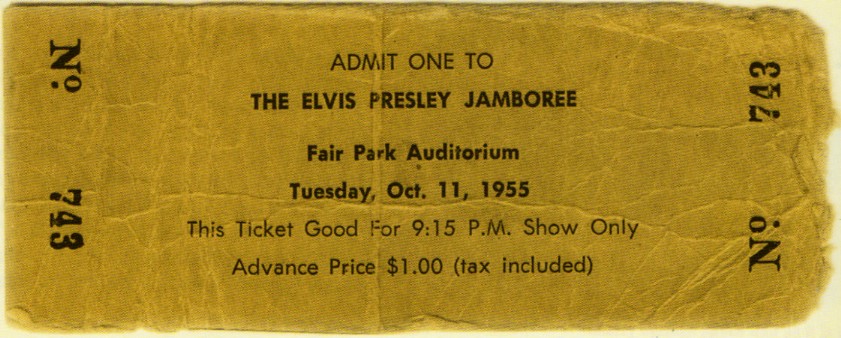 No. 743
ADMIT ONE TO
THE ELVIS PRESLEY JAMBOREE
Fair Park Auditorium
Tuesday, Oct. 11, 1955
This Ticket Good For 9:15 P.M. Show Only
Advance Price $1.00 (tax included)
No. 743